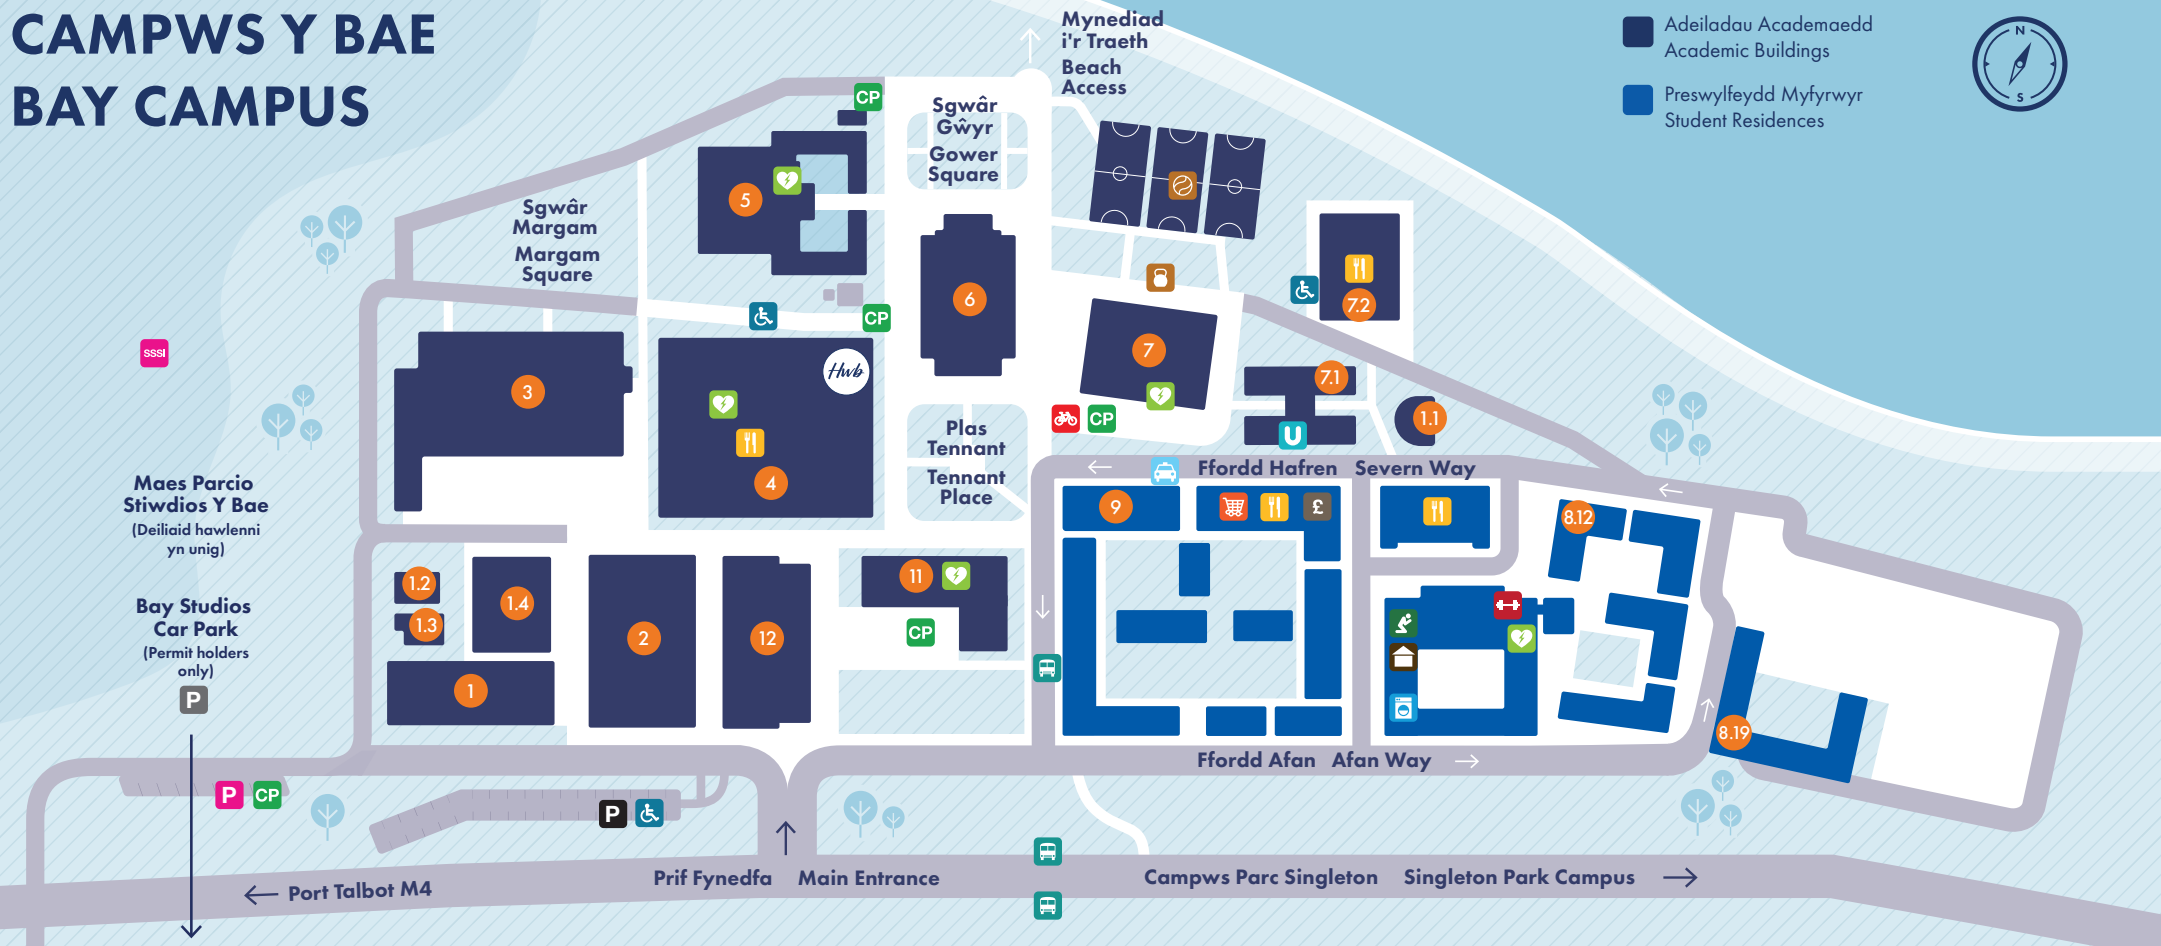 CAMPWS Y BAE
BAY CAMPUS
Mynediad
i'r Traeth
Beach
Access
Adeiladau Academaedd
Academic Buildings
Preswylfeydd Myfyrwyr
Student Residences
N
S
CP
Sgwâr
Gŵyr
Gower
Square
5
Sgwâr
Margam
Margam
Square
6
7.2
CP
SSSI
3
Hwb
7
7.1
1.1
CP
U
4
Plas
Tennant
Tennant
Place
Ffordd Hafren Severn Way
Maes Parcio
Stiwdios Y Bae
(Deiliaid hawlenni
yn unig)
9
£
8.12
1.2
1.4
11
1.3
2
12
CP
Bay Studios
Car Park
(Permit holders
only)
P
1
8.19
Ffordd Afan Afan Way
P
CP
P
Port Talbot M4
Prif Fynedfa Main Entrance
Campws Parc Singleton Singleton Park Campus